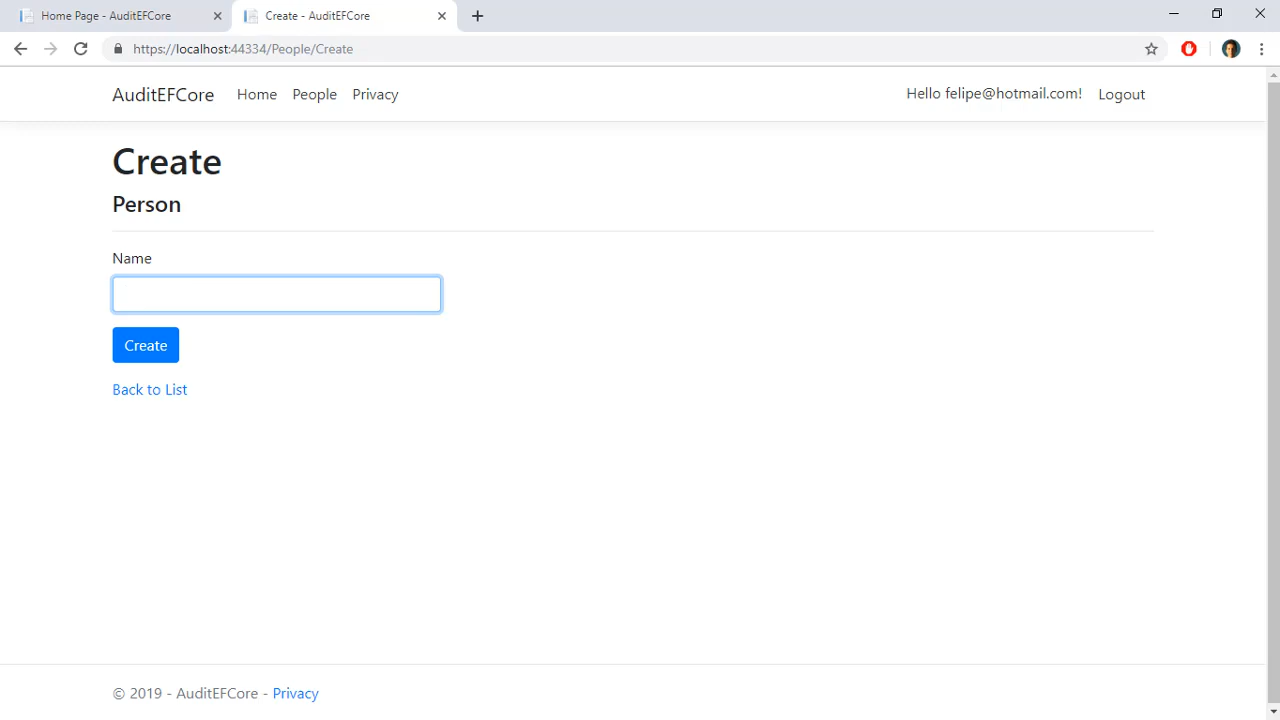 Home Page - AuditEFCore
Create - AuditEFCore
https://localhost:44334/People/Create
AuditEFCore Home People Privacy Hello felipe@hotmail.com! Logout
Create
Person
Name
Create
Back to List
© 2019 - AuditEFCore - Privacy